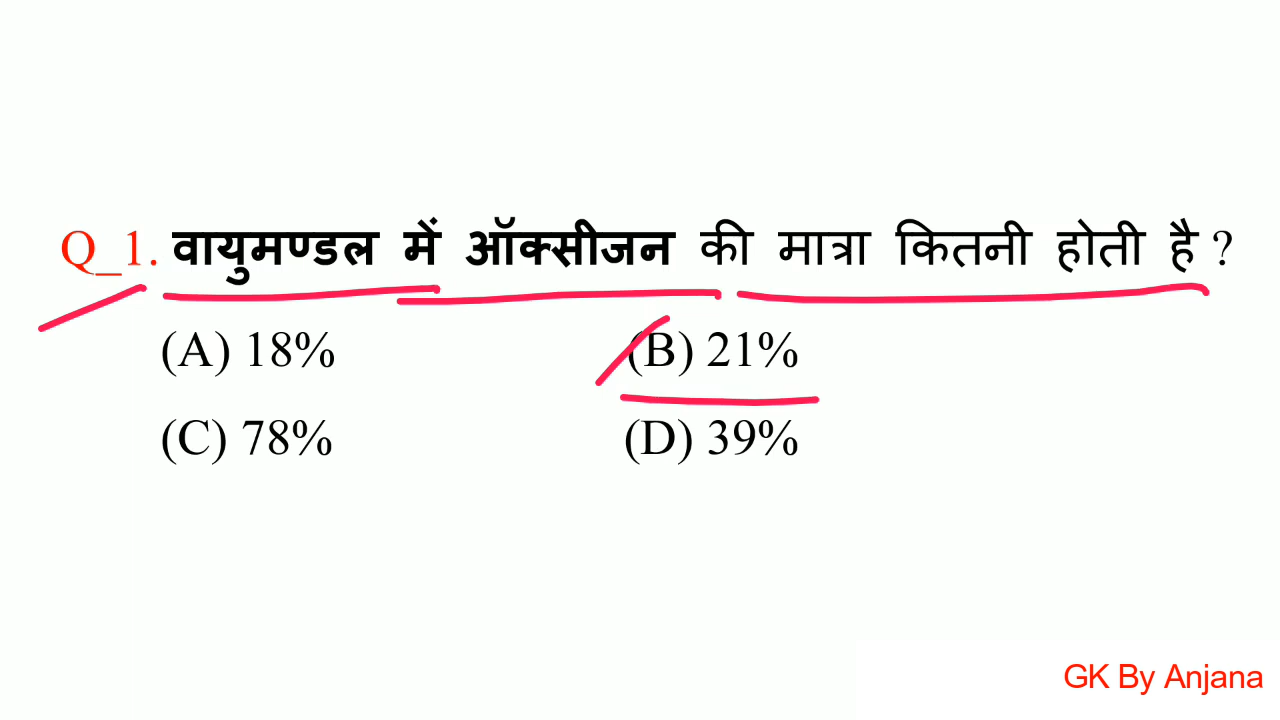 Q_1. वायुमण्डल में ऑक्सीजन की मात्रा कितनी होती है ?
(A) 18% (B) 21%
(C) 78% (D) 39%
GK By Anjana